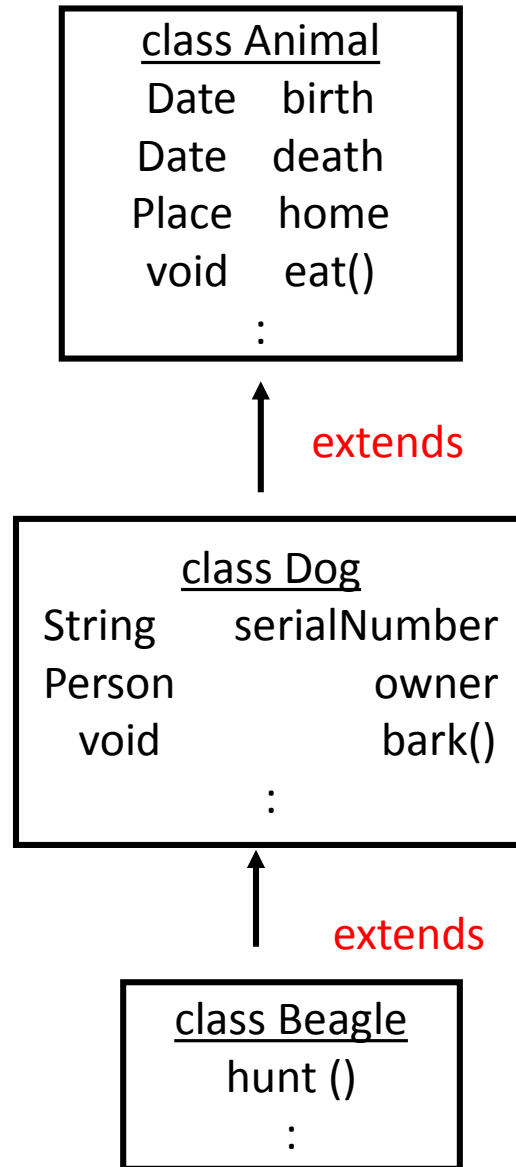 class Animal
Date birth
Date death
Place home
void eat()
:
extends
class Dog
String serialNumber
Person owner
void bark()
:
extends
class Beagle
hunt ()
: